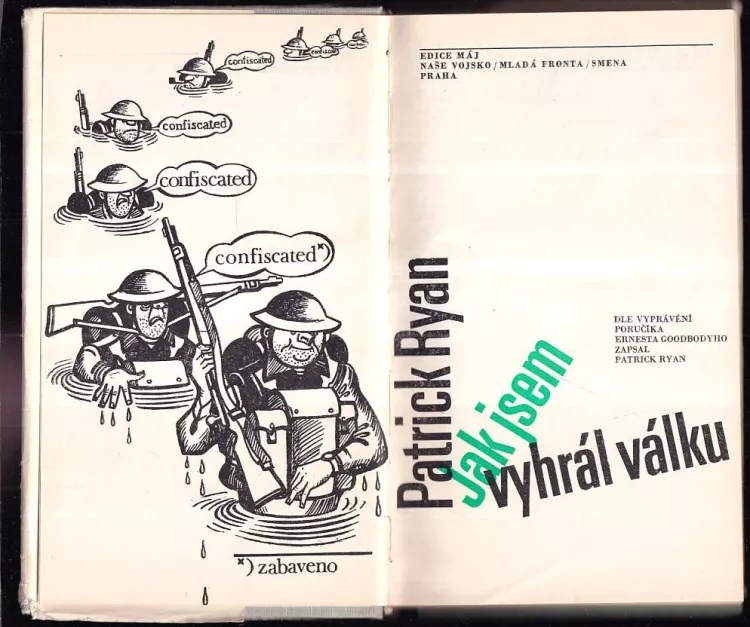 confiscated
confiscated
confiscated
confiscated
confiscated*)
*) zabaveno
EDICE MÁJ
NAŠE VOJSKO/MLADÁ FRONTA/SMENA
PRAHA
Patrick Ryan
Jak jsem
vyhrál válku
DLE VYPRÁVĚNÍ
PORUČÍKA
ERNESTA GOODBODYHO
ZAPSAL
PATRICK RYAN